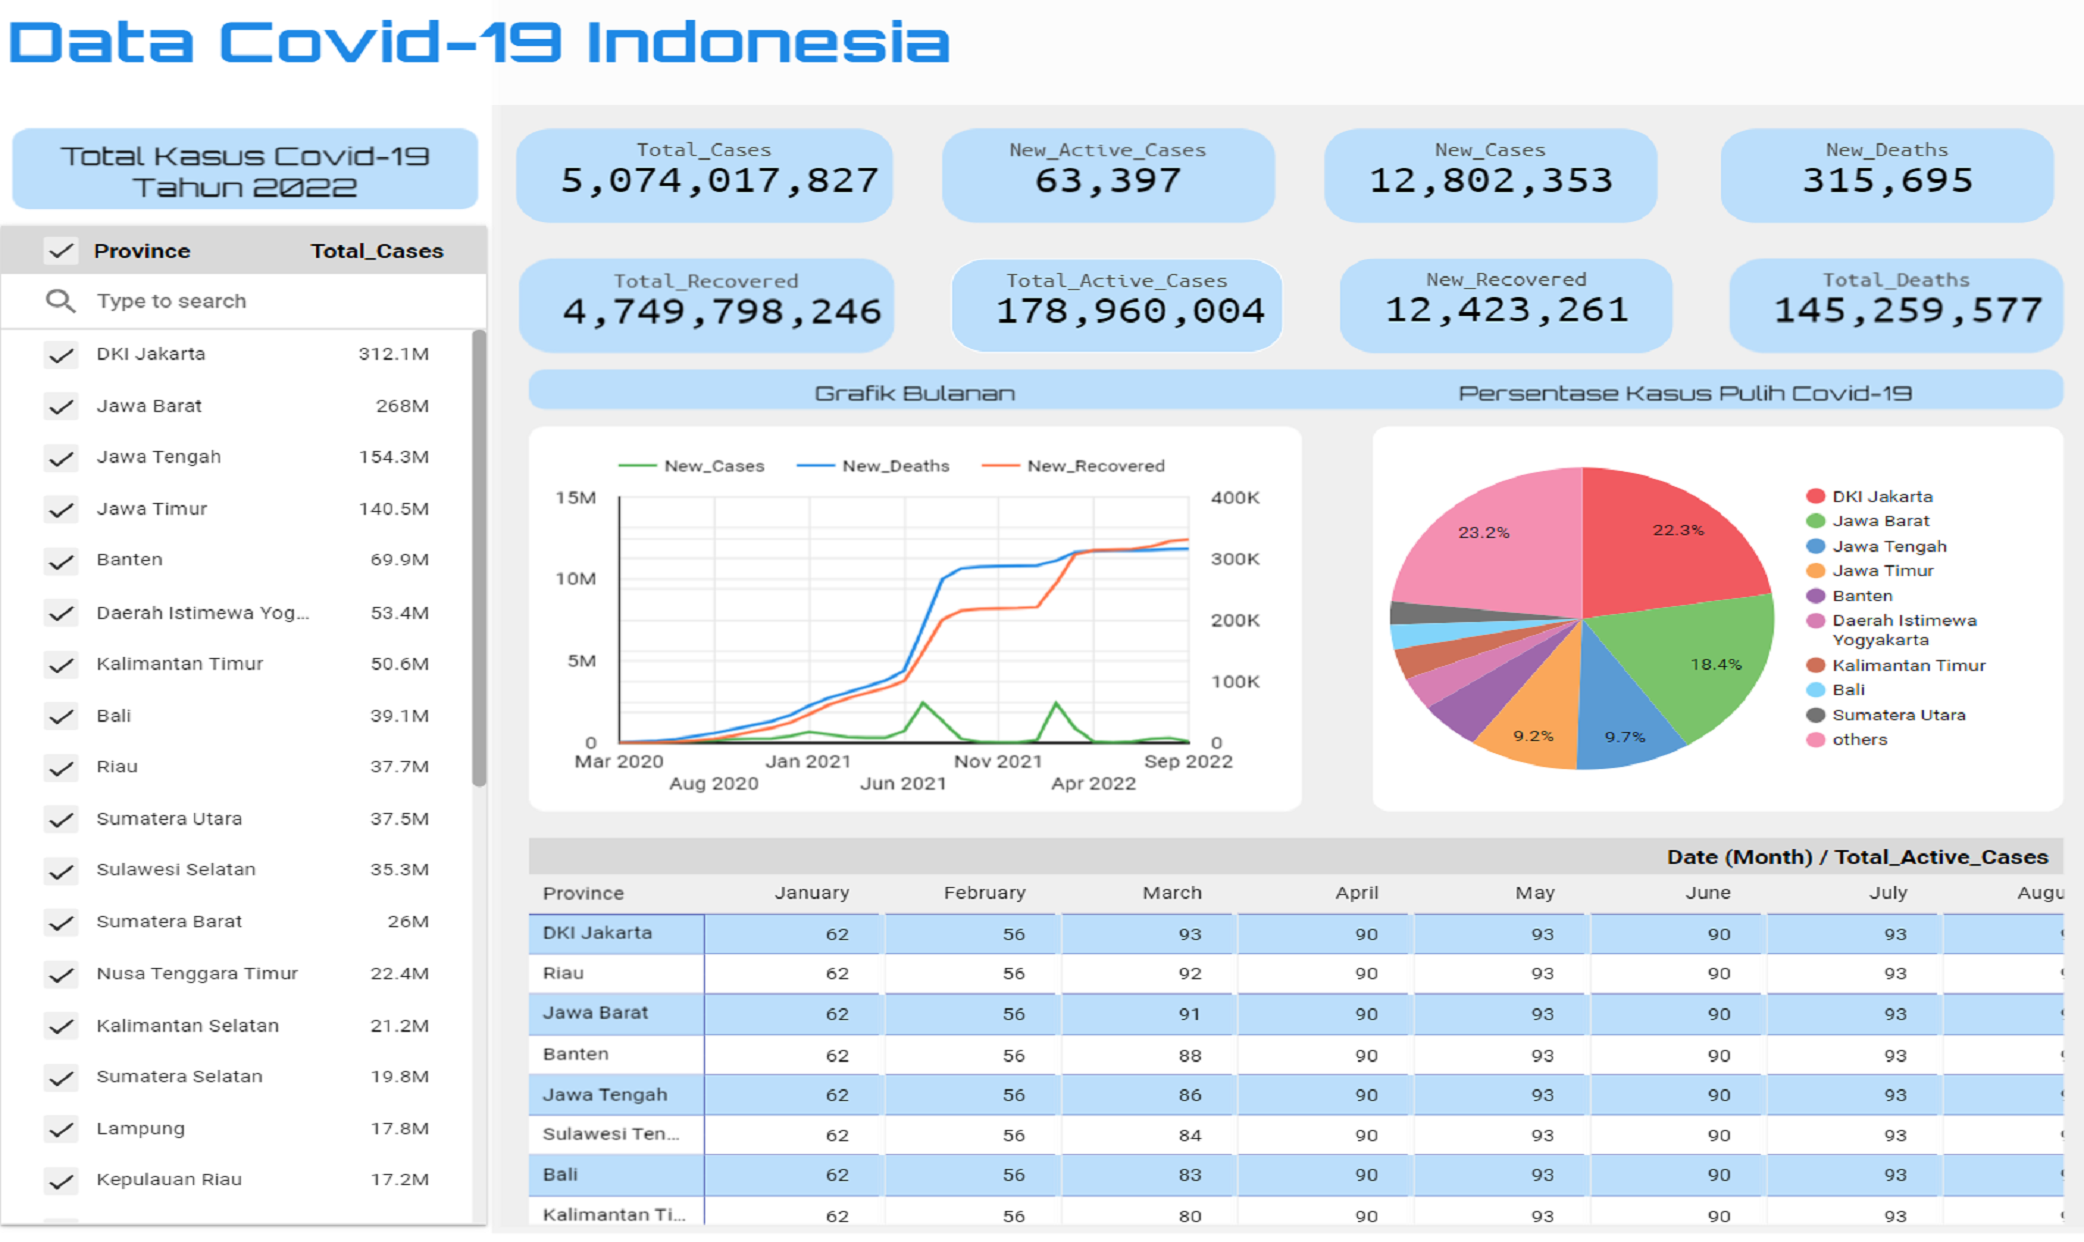 Data Covid-19 Indonesia
Total Kasus Covid-19
Tahun 2022
Province Total_Cases
Type to search
DKI Jakarta 312.1M
Jawa Barat 268M
Jawa Tengah 154.3M
Jawa Timur 140.5M
Banten 69.9M
Daerah Istimewa Yog... 53.4M
Kalimantan Timur 50.6M
Bali 39.1M
Riau 37.7M
Sumatera Utara 37.5M
Sulawesi Selatan 35.3M
Sumatera Barat 26M
Nusa Tenggara Timur 22.4M
Kalimantan Selatan 21.2M
Sumatera Selatan 19.8M
Lampung 17.8M
Kepulauan Riau 17.2M
Total_Cases
5,074,017,827
New_Active_Cases
63,397
New_Cases
12,802,353
New_Deaths
315,695
Total_Recovered
4,749,798,246
Total_Active_Cases
178,960,004
New_Recovered
12,423,261
Total_Deaths
145,259,577
Grafik Bulanan
Persentase Kasus Pulih Covid-19
New_Cases New_Deaths New_Recovered
15M 400K
300K
10M
200K
5M
100K
0 0
Mar 2020 Jan 2021 Nov 2021 Sep 2022
Aug 2020 Jun 2021 Apr 2022
23.2%
22.3%
18.4%
9.2%
9.7%
DKI Jakarta
Jawa Barat
Jawa Tengah
Jawa Timur
Banten
Daerah Istimewa
Yogyakarta
Kalimantan Timur
Bali
Sumatera Utara
others
Date (Month) / Total_Active_Cases
Province January February March April May June July Augu
DKI Jakarta 62 56 93 90 93 90 93
Riau 62 56 92 90 93 90 93
Jawa Barat 62 56 91 90 93 90 93
Banten 62 56 88 90 93 90 93
Jawa Tengah 62 56 86 90 93 90 93
Sulawesi Ten... 62 56 84 90 93 90 93
Bali 62 56 83 90 93 90 93
Kalimantan Ti... 62 56 80 90 93 90 93